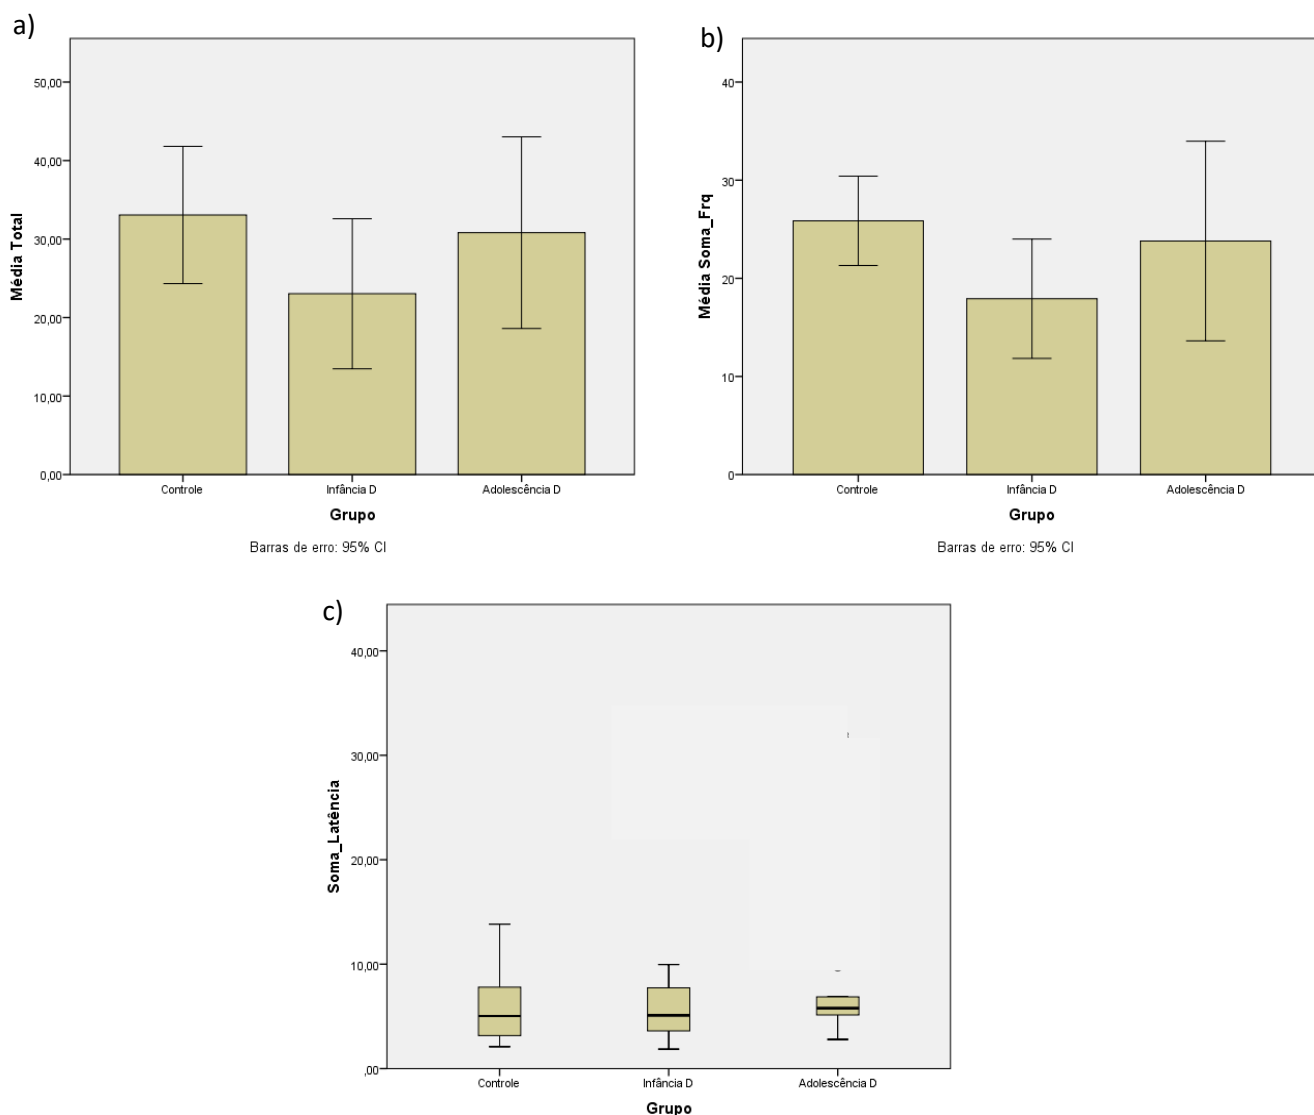 a)
50,00
40,00
30,00
20,00
10,00
0,00
Média Total
Controle
Infância D
Adolescência D
Grupo
Barras de erro: 95% CI
b)
40
30
20
10
0
Média Soma_Frq
Controle
Infância D
Adolescência D
Grupo
Barras de erro: 95% CI
c)
40,00
30,00
20,00
10,00
,00
Soma_Latência
Controle
Infância D
Adolescência D
Grupo